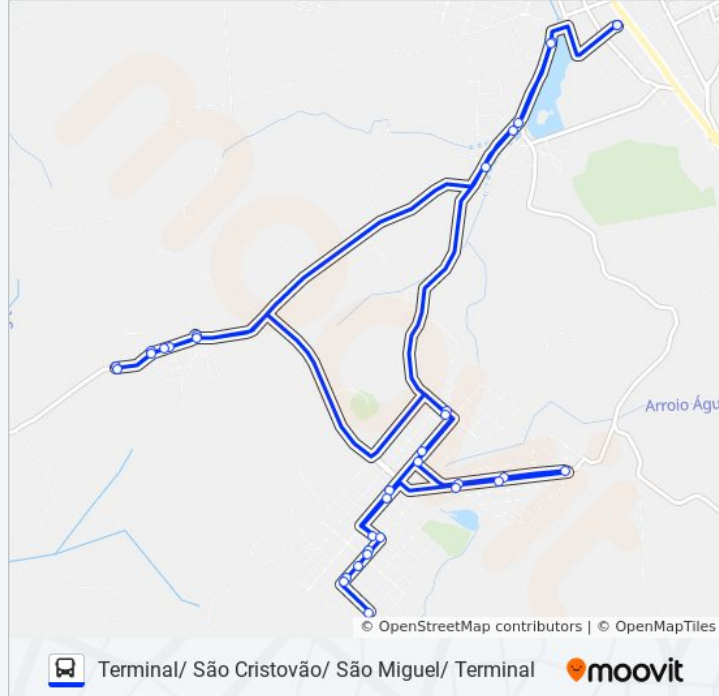 Arroio Águ
© OpenStreetMap contributors | © OpenMapTiles
Terminal/ São Cristovão/ São Miguel/ Terminal
moovit